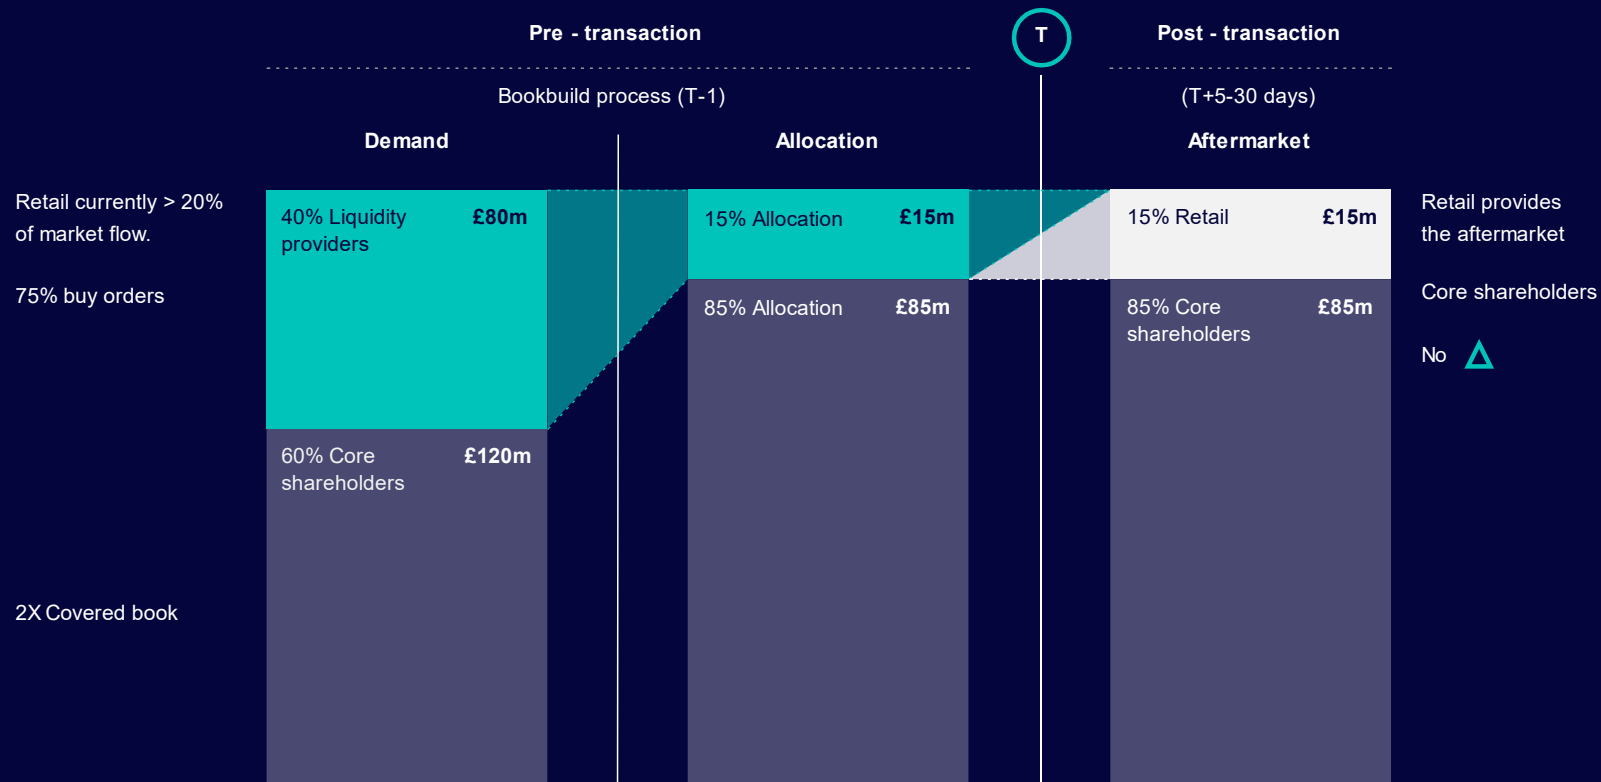 Pre - transaction
T
Post - transaction
Bookbuild process (T-1)
(T+5-30 days)
Demand
Allocation
Aftermarket
Retail currently > 20%
of market flow.
75% buy orders
2X Covered book
40% Liquidity
providers
£80m
60% Core
shareholders
£120m
15% Allocation
£15m
85% Allocation
£85m
15% Retail
£15m
85% Core
shareholders
£85m
Retail provides
the aftermarket
Core shareholders
No